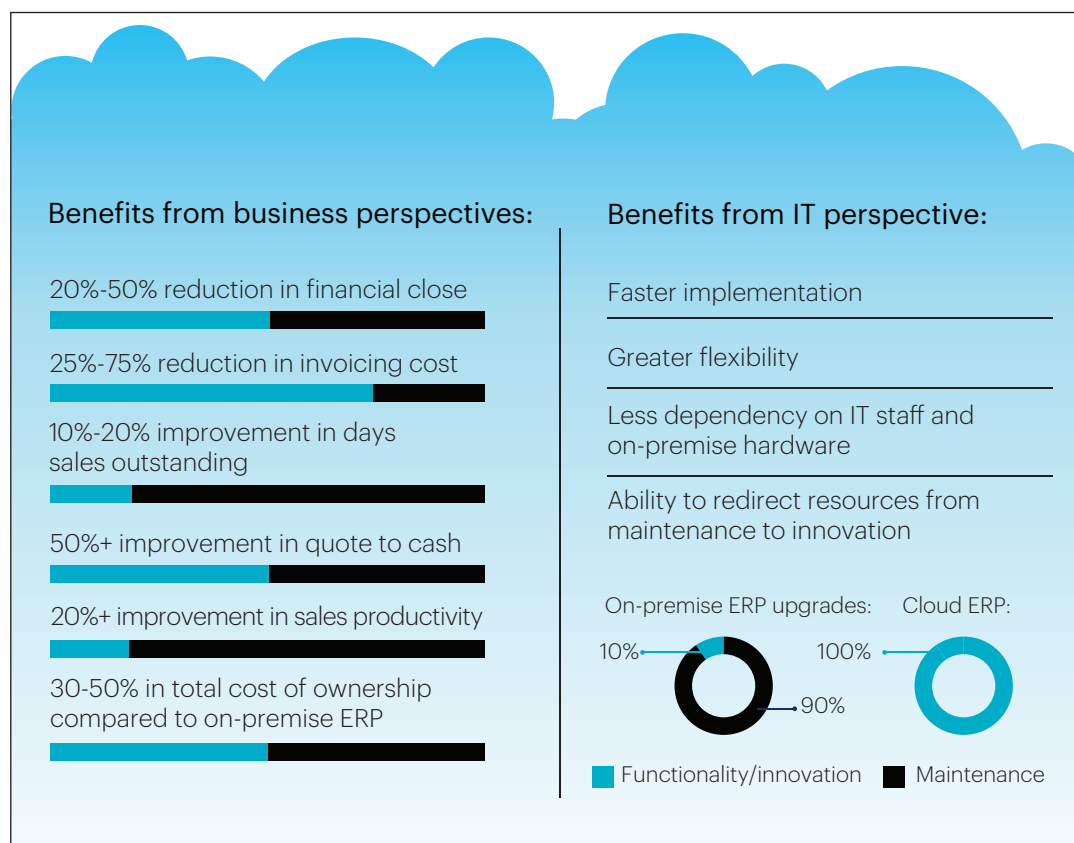 Benefits from business perspectives:
20%-50% reduction in financial close
25%-75% reduction in invoicing cost
10%-20% improvement in days
sales outstanding
50%+ improvement in quote to cash
20%+ improvement in sales productivity
30-50% in total cost of ownership
compared to on-premise ERP
Benefits from IT perspective:
Faster implementation
Greater flexibility
Less dependency on IT staff and
on-premise hardware
Ability to redirect resources from
maintenance to innovation
On-premise ERP upgrades:
10%
90%
Cloud ERP:
100%
Functionality/innovation
Maintenance